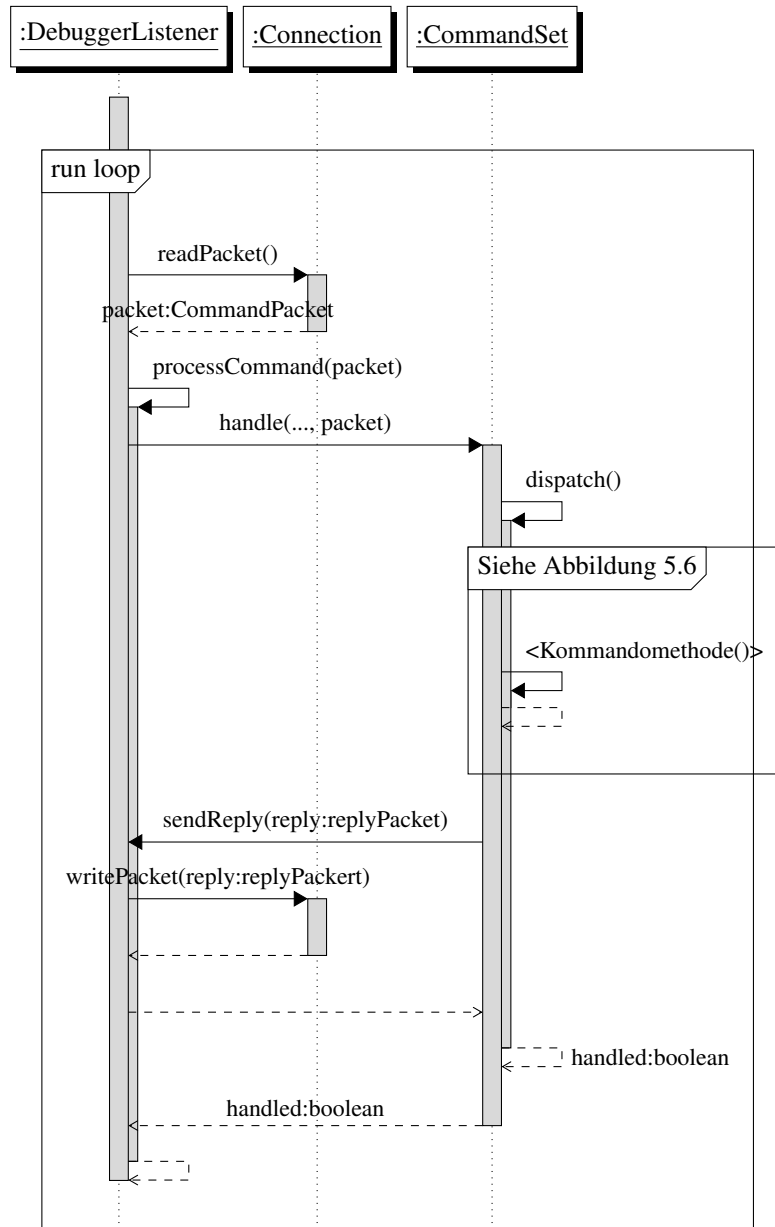 :DebuggerListener
:Connection
:CommandSet
run loop
readPacket()
packet:CommandPacket
processCommand(packet)
handle(..., packet)
dispatch()
Siehe Abbildung 5.6
<Kommandomethode()>
sendReply(reply:replyPacket)
writePacket(reply:replyPackert)
handled:boolean
handled:boolean